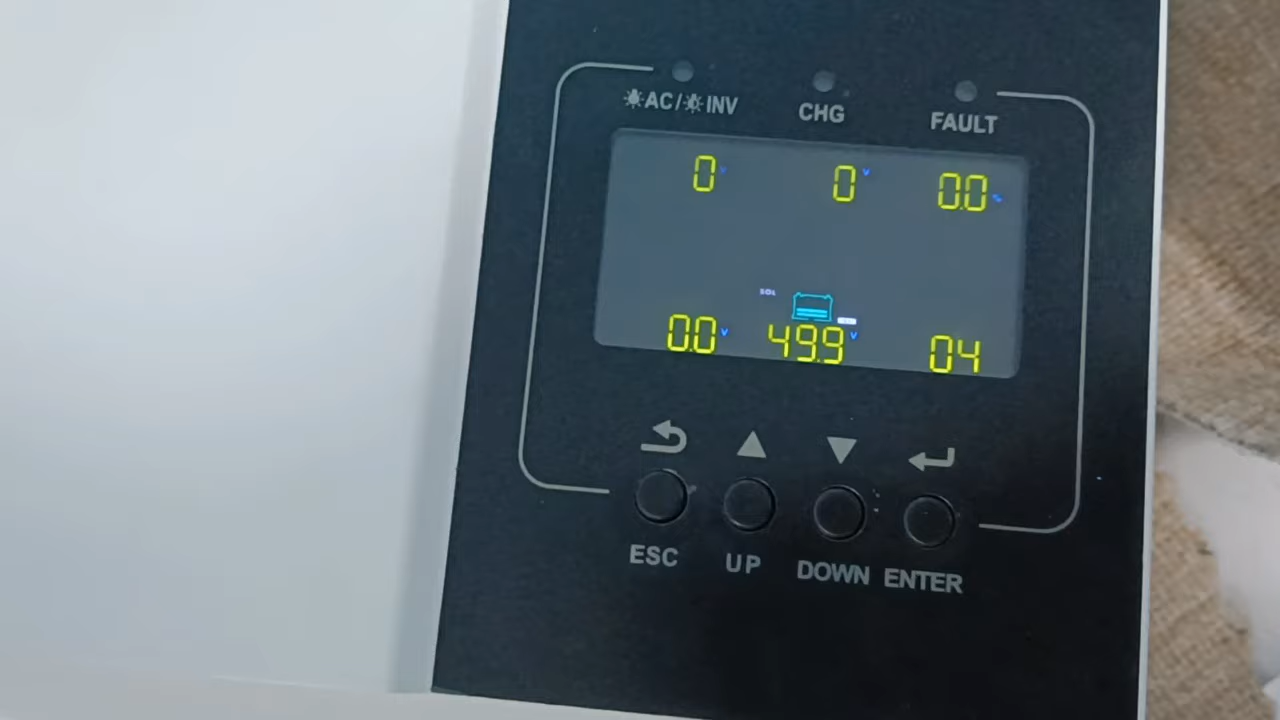 AC/ INV CHG FAULT
0 V 0 V 0.0
SOL
0.0 V 49.9 V 04
ESC UP DOWN ENTER